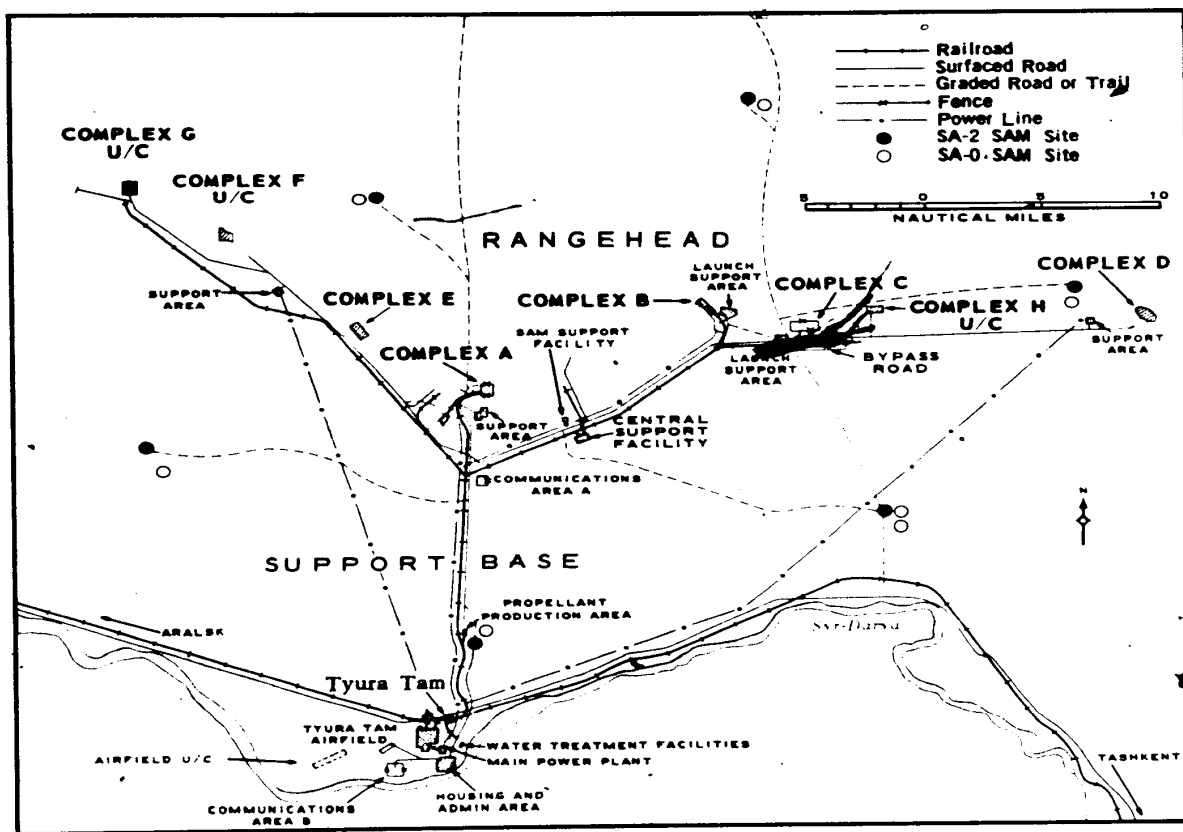 Railroad
Surfaced Road
Graded Road or Trail
Fence
Power Line
SA-2 SAM Site
SA-0.SAM Site
5 0 5 10
NAUTICAL MILES
COMPLEX G
U/C
COMPLEX F
U/C
RANGEHEAD
SUPPORT
AREA
COMPLEX E
COMPLEX A
SUPPORT
AREA
SAM SUPPORT
FACILITY
COMPLEX B
LAUNCH
SUPPORT
AREA
COMPLEX C
COMPLEX D
COMPLEX H
U/C
SUPPORT
AREA
LAUNCH
SUPPORT
AREA
BYPASS
ROAD
CENTRAL
SUPPORT
FACILITY
COMMUNICATIONS
AREA A
N
SUPPORT BASE
PROPELLANT
PRODUCTION AREA
ARALSK
Syr-Darya
Tyura Tam
TYURA TAM
AIRFIELD
AIRFIELD U/C
WATER TREATMENT FACILITIES
MAIN POWER PLANT
HOUSING AND
ADMIN AREA
COMMUNICATIONS
AREA B
TASHKENT